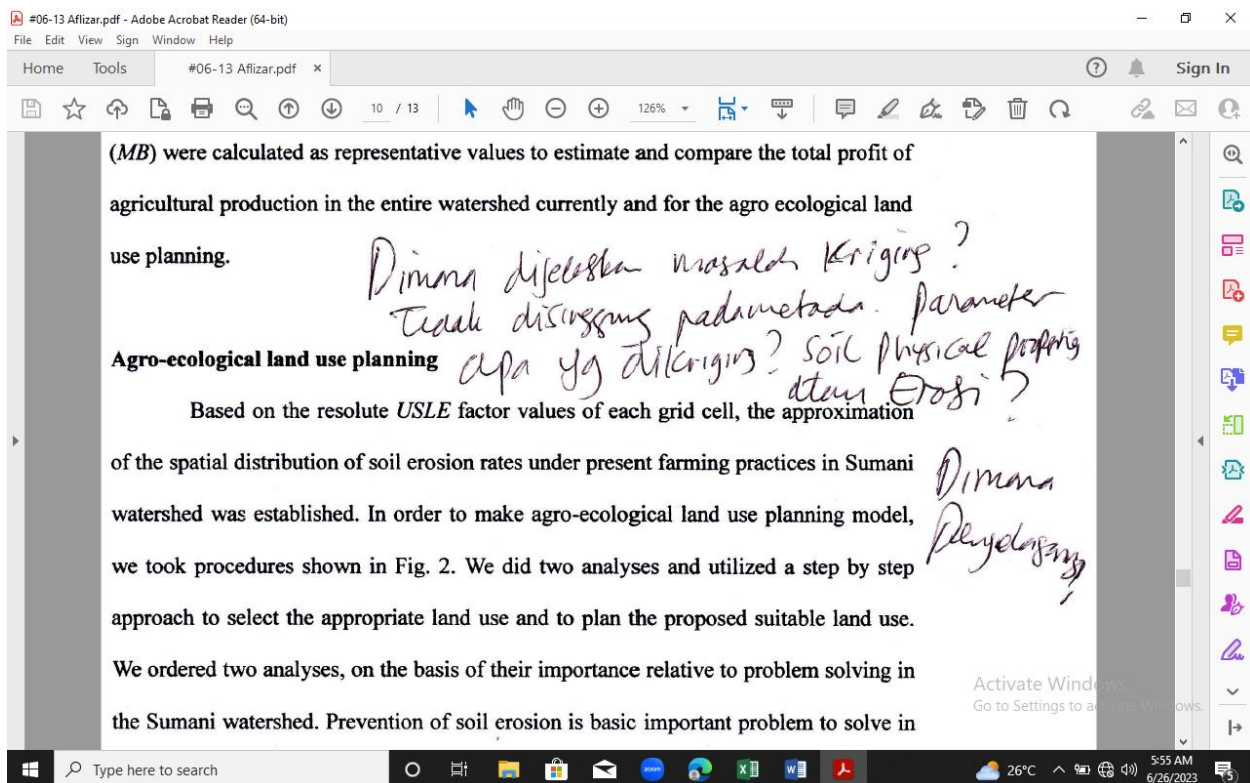 #06-13 Aflizar.pdf - Adobe Acrobat Reader (64-bit)
File Edit View Sign Window Help
Home Tools #06-13 Aflizar.pdf × Sign In
10 / 13 126%
(MB) were calculated as representative values to estimate and compare the total profit of
agricultural production in the entire watershed currently and for the agro ecological land
use planning.
Dimana dijelaskan masalah Kriging?
Tidak disinggung pada metada. Parameter
apa yg dikriging? Soil physical
atau Erosi?
Agro-ecological land use planning
Based on the resolute USLE factor values of each grid cell, the approximation
of the spatial distribution of soil erosion rates under present farming practices in Sumani
watershed was established. In order to make agro-ecological land use planning model,
we took procedures shown in Fig. 2. We did two analyses and utilized a step by step
approach to select the appropriate land use and to plan the proposed suitable land use.
We ordered two analyses, on the basis of their importance relative to problem solving in
the Sumani watershed. Prevention of soil erosion is basic important problem to solve in
Dimana
Activate Windows
Go to Settings to activate Windows.
Type here to search
zoom
26°C
5:55 AM
6/26/2023
5